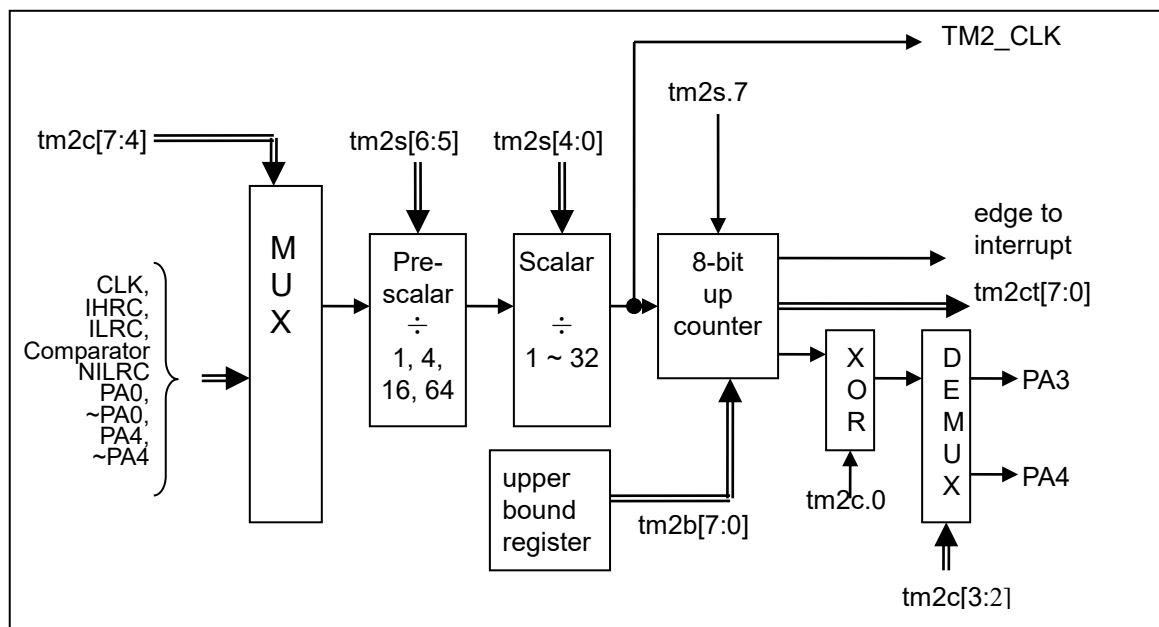 TM2_CLK
tm2s.7
tm2c[7:4]
tm2s[6:5]
tm2s[4:0]
M
U
X
Pre-
scalar
÷
1, 4,
16, 64
Scalar
÷
1 ~ 32
8-bit
up
counter
edge to
interrupt
tm2ct[7:0]
CLK,
IHRC,
ILRC,
Comparator
NILRC
PA0,
~PA0,
PA4,
~PA4
X
O
R
D
E
M
U
X
PA3
PA4
upper
bound
register
tm2b[7:0]
tm2c.0
tm2c[3:2]